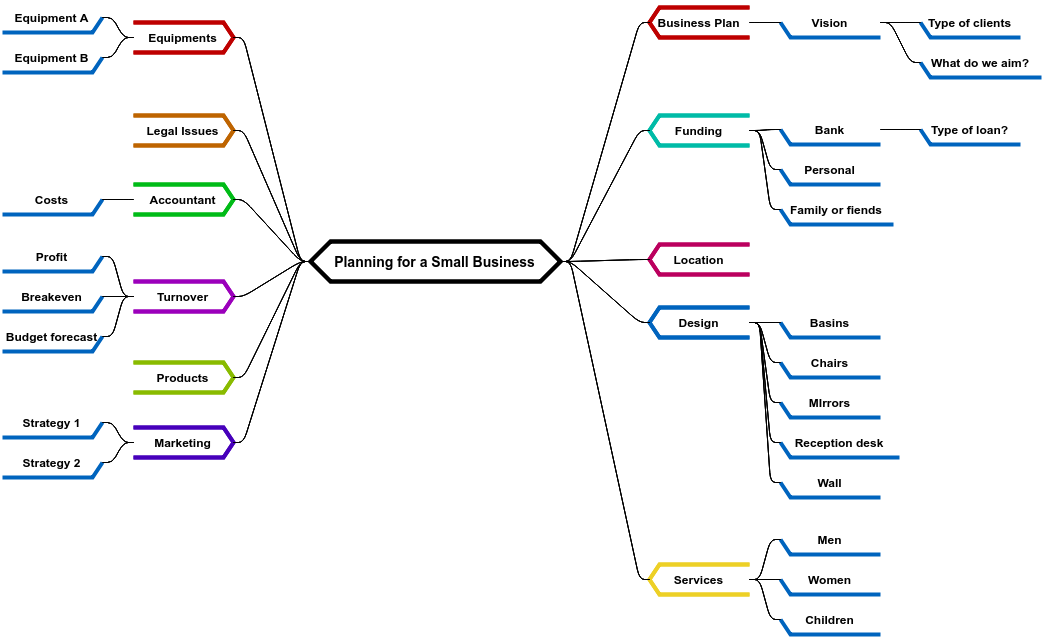 Planning for a Small Business
Equipments
Equipment A
Equipment B
Legal Issues
Accountant
Costs
Turnover
Profit
Breakeven
Budget forecast
Products
Marketing
Strategy 1
Strategy 2
Business Plan
Vision
Type of clients
What do we aim?
Funding
Bank
Type of loan?
Personal
Family or fiends
Location
Design
Basins
Chairs
MIrrors
Reception desk
Wall
Services
Men
Women
Children